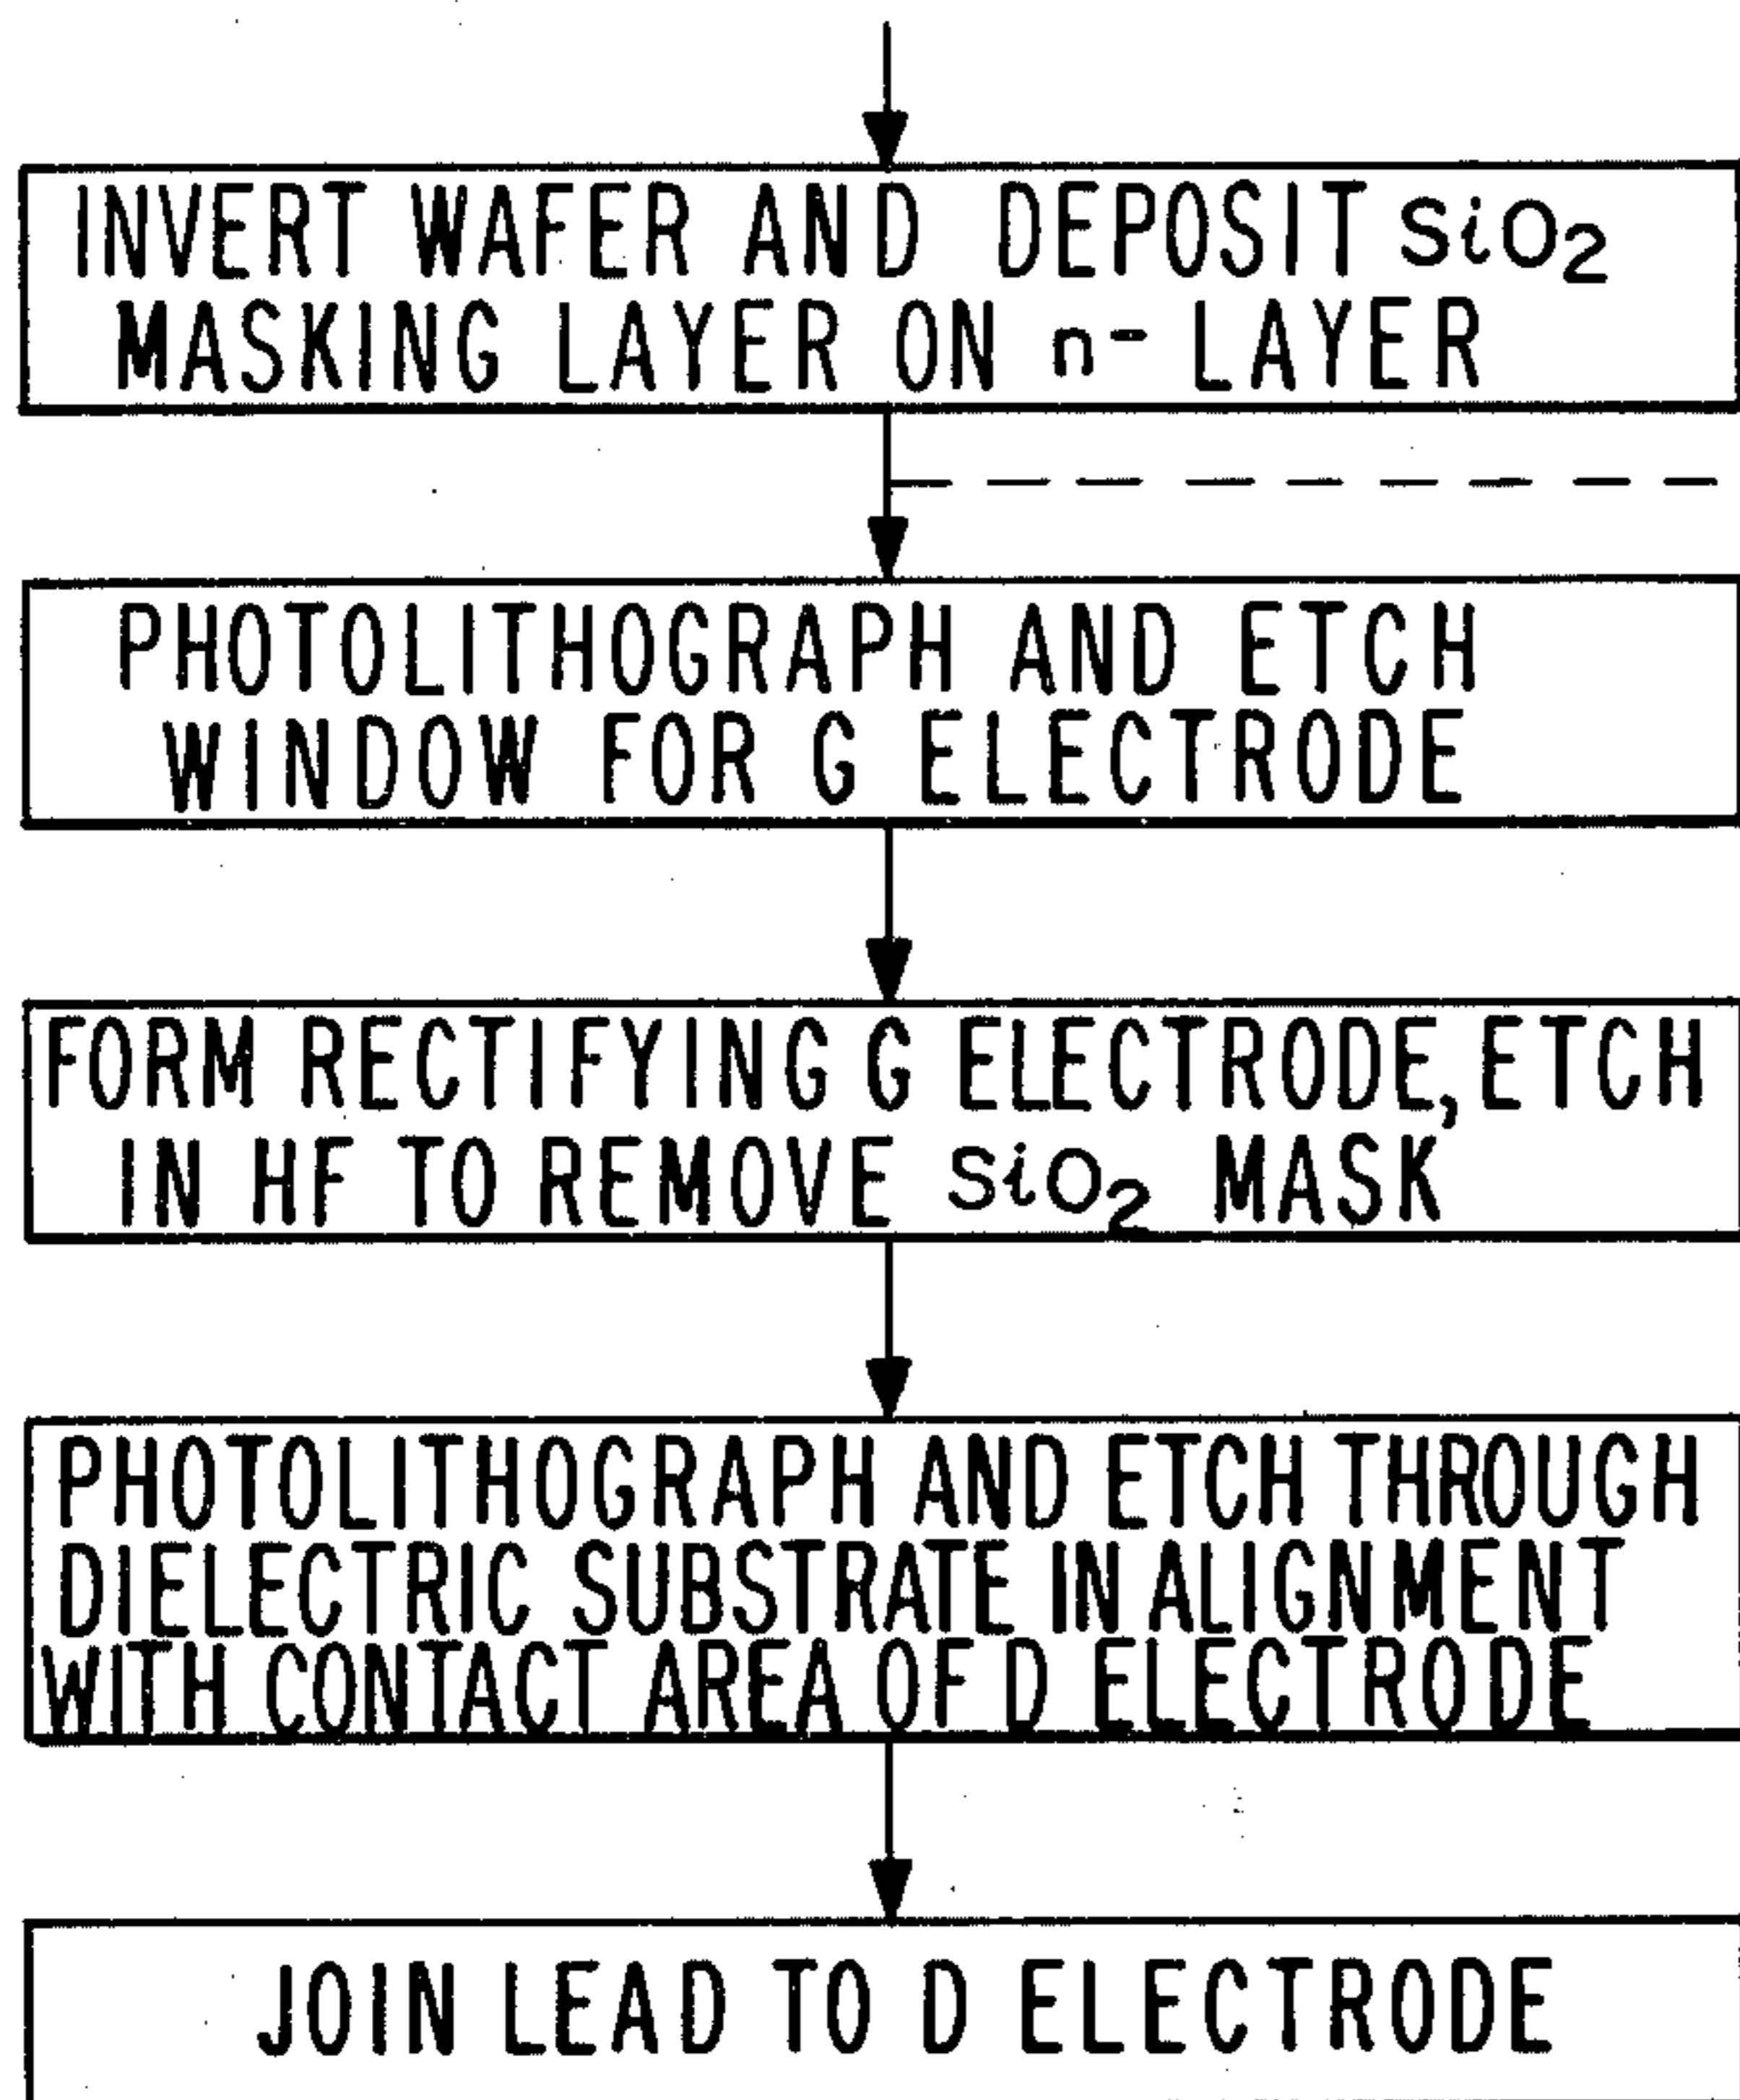 INVERT WAFER AND DEPOSIT SiO₂
MASKING LAYER ON n- LAYER
PHOTOLITHOGRAPH AND ETCH
WINDOW FOR G ELECTRODE
FORM RECTIFYING G ELECTRODE, ETCH
IN HF TO REMOVE SiO₂ MASK
PHOTOLITHOGRAPH AND ETCH THROUGH
DIELECTRIC SUBSTRATE IN ALIGNMENT
WITH CONTACT AREA OF D ELECTRODE
JOIN LEAD TO D ELECTRODE